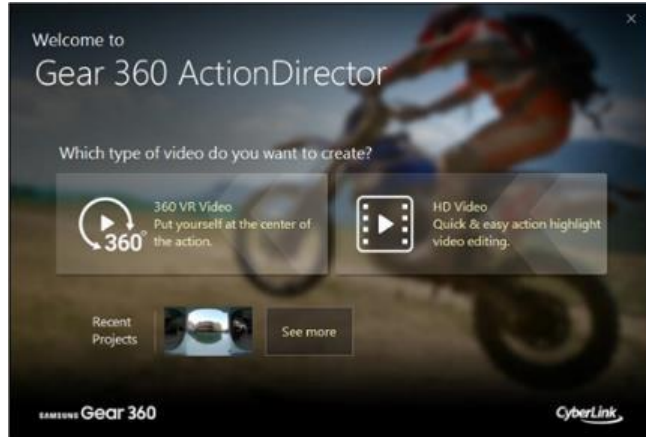 Welcome to
Gear 360 ActionDirector
Which type of video do you want to create?
360°
360 VR Video
Put yourself at the center of
the action.
HD Video
Quick & easy action highlight
video editing.
Recent
Projects
See more
SAMSUNG Gear 360
CyberLink